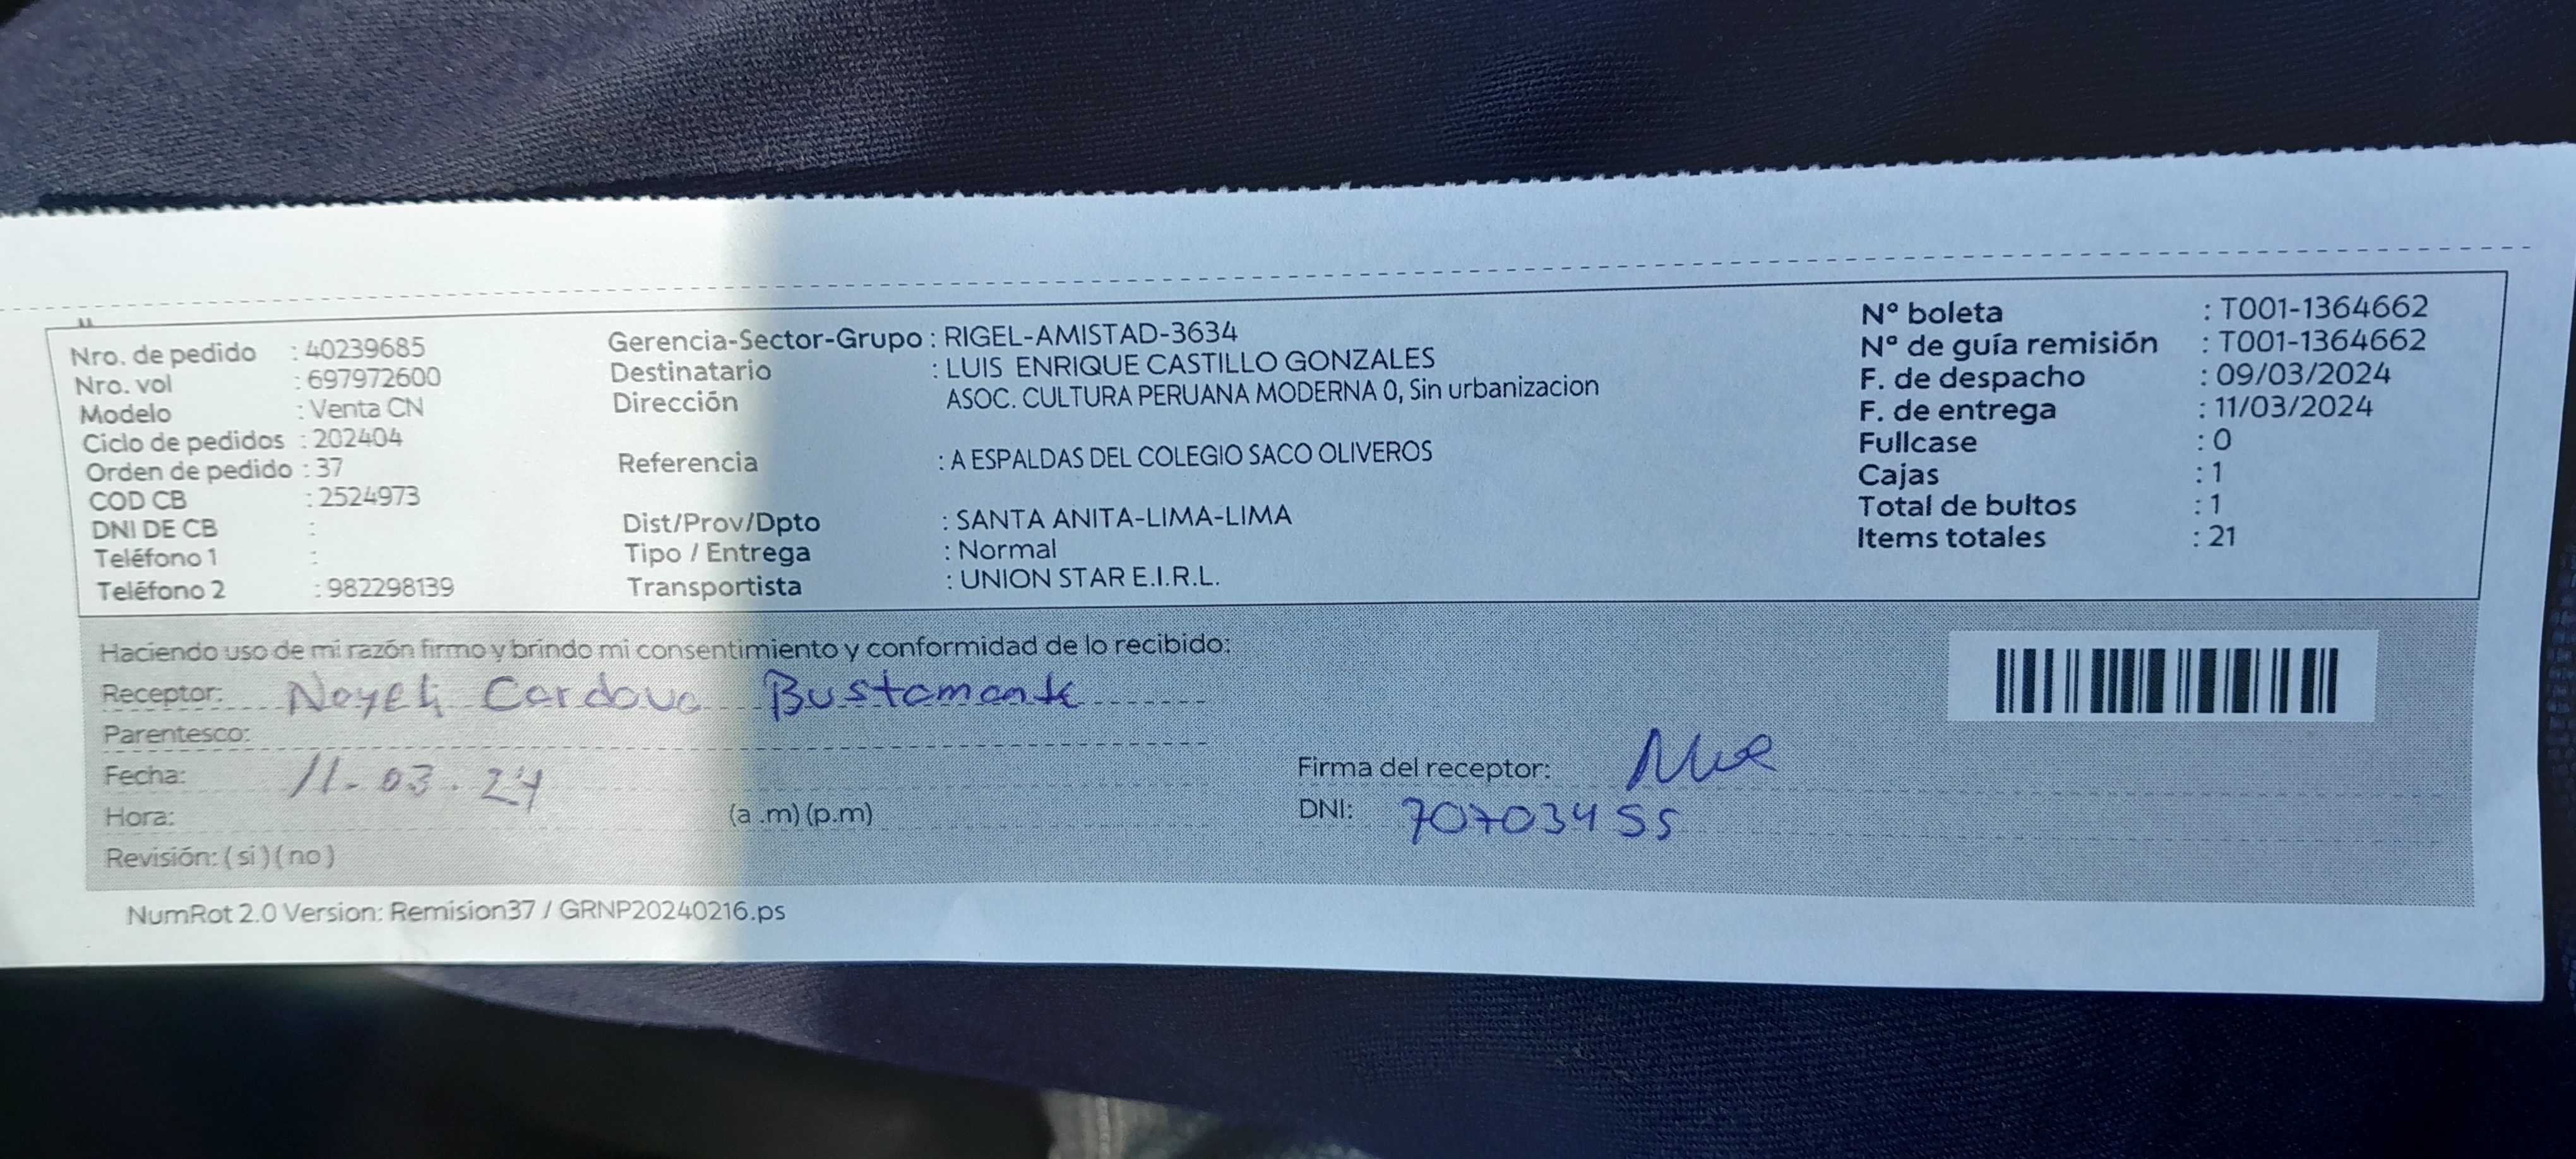 Nro. de pedido : 40239685
Nro. vol : 697972600
Modelo : Venta CN
Ciclo de pedidos : 202404
Orden de pedido : 37
COD CB : 2524973
DNI DE CB :
Teléfono 1 :
Teléfono 2 : 982298139
Gerencia-Sector-Grupo : RIGEL-AMISTAD-3634
Destinatario : LUIS ENRIQUE CASTILLO GONZALES
Dirección ASOC. CULTURA PERUANA MODERNA 0, Sin urbanizacion
Referencia : A ESPALDAS DEL COLEGIO SACO OLIVEROS
Dist/Prov/Dpto : SANTA ANITA-LIMA-LIMA
Tipo / Entrega : Normal
Transportista : UNION STAR E.I.R.L.
N° boleta : T001-1364662
N° de guía remisión : T001-1364662
F. de despacho : 09/03/2024
F. de entrega : 11/03/2024
Fullcase : 0
Cajas : 1
Total de bultos : 1
Items totales : 21
Haciendo uso de mi razón firmo y brindo mi consentimiento y conformidad de lo recibido:
Receptor: Nayeli Cordova Bustamante
Parentesco:
Fecha: 11-03.24
Hora: (a .m) (p.m)
Revisión: ( si ) ( no )
Firma del receptor:
DNI: 70703455
NumRot 2.0 Version: Remision37 / GRNP20240216.ps